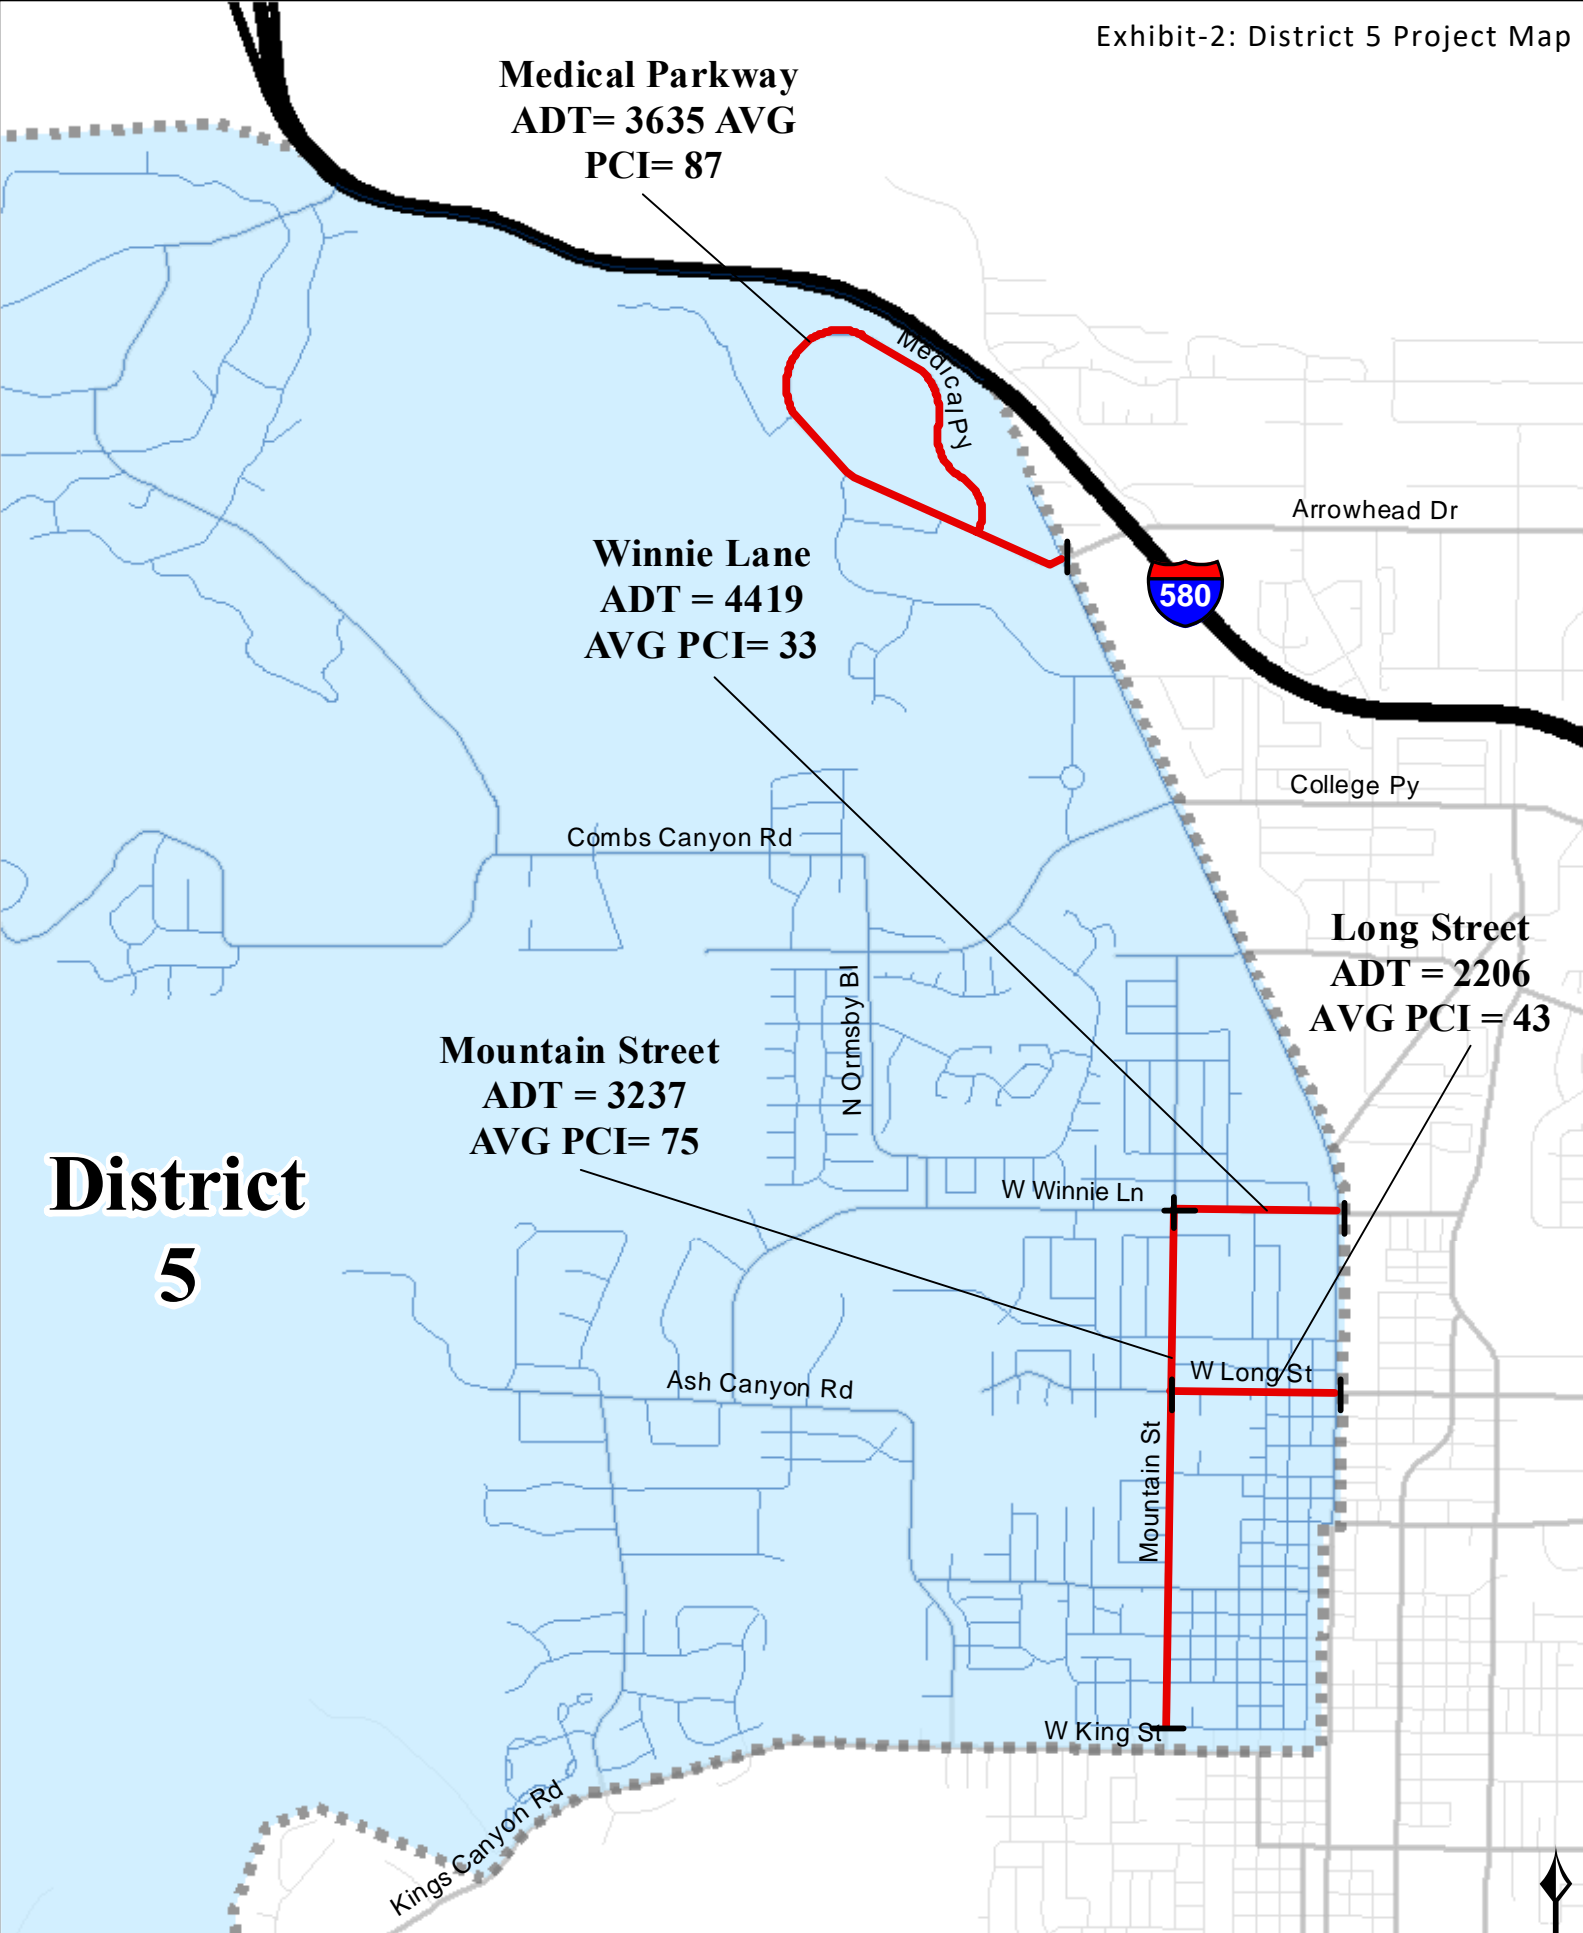 Exhibit-2: District 5 Project Map
Medical Parkway
ADT= 3635 AVG
PCI= 87
Medical Py
Arrowhead Dr
Winnie Lane
ADT = 4419
AVG PCI= 33
580
College Py
Combs Canyon Rd
Long Street
ADT = 2206
AVG PCI = 43
N Ormsby Bl
Mountain Street
ADT = 3237
AVG PCI= 75
District
5
W Winnie Ln
W Long St
Ash Canyon Rd
Mountain St
W King St
Kings Canyon Rd